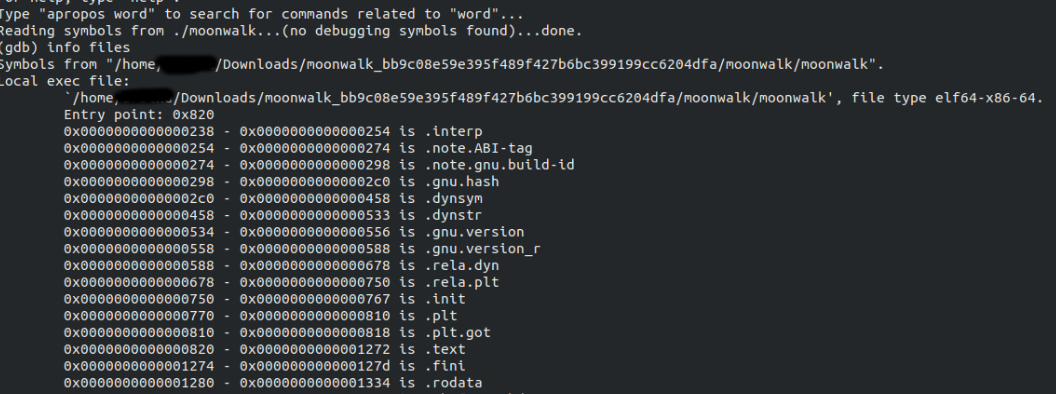 Type "apropos word" to search for commands related to "word"...
Reading symbols from ./moonwalk...(no debugging symbols found)...done.
(gdb) info files
Symbols from "/home/ /Downloads/moonwalk_bb9c08e59e395f489f427b6bc399199cc6204dfa/moonwalk/moonwalk".
Local exec file:
`/home/ /Downloads/moonwalk_bb9c08e59e395f489f427b6bc399199cc6204dfa/moonwalk/moonwalk', file type elf64-x86-64.
Entry point: 0x820
0x0000000000000238 - 0x0000000000000254 is .interp
0x0000000000000254 - 0x0000000000000274 is .note.ABI-tag
0x0000000000000274 - 0x0000000000000298 is .note.gnu.build-id
0x0000000000000298 - 0x00000000000002c0 is .gnu.hash
0x00000000000002c0 - 0x0000000000000458 is .dynsym
0x0000000000000458 - 0x0000000000000533 is .dynstr
0x0000000000000534 - 0x0000000000000556 is .gnu.version
0x0000000000000558 - 0x0000000000000588 is .gnu.version_r
0x0000000000000588 - 0x0000000000000678 is .rela.dyn
0x0000000000000678 - 0x0000000000000750 is .rela.plt
0x0000000000000750 - 0x0000000000000767 is .init
0x0000000000000770 - 0x0000000000000810 is .plt
0x0000000000000810 - 0x0000000000000818 is .plt.got
0x0000000000000820 - 0x0000000000001272 is .text
0x0000000000001274 - 0x000000000000127d is .fini
0x0000000000001280 - 0x0000000000001334 is .rodata